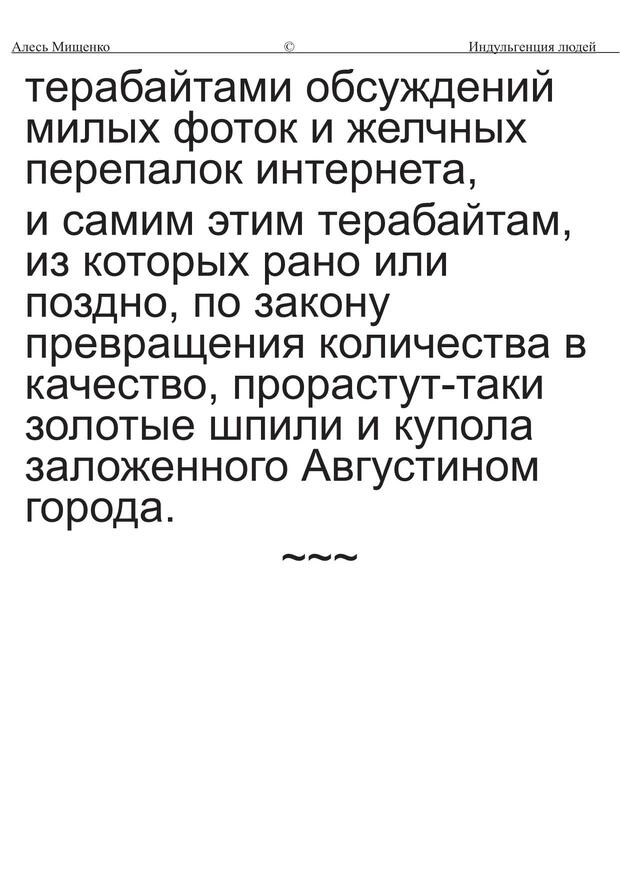 Алесь Мищенко © Индульгенция людей
терабайтами обсуждений
милых фоток и желчных
перепалок интернета,
и самим этим терабайтам,
из которых рано или
поздно, по закону
превращения количества в
качество, прорастут-таки
золотые шпили и купола
заложенного Августином
города.
~~~